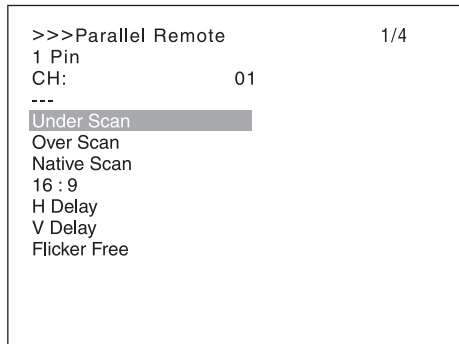 >>>Parallel Remote 1/4
1 Pin
CH: 01
---
Under Scan
Over Scan
Native Scan
16 : 9
H Delay
V Delay
Flicker Free